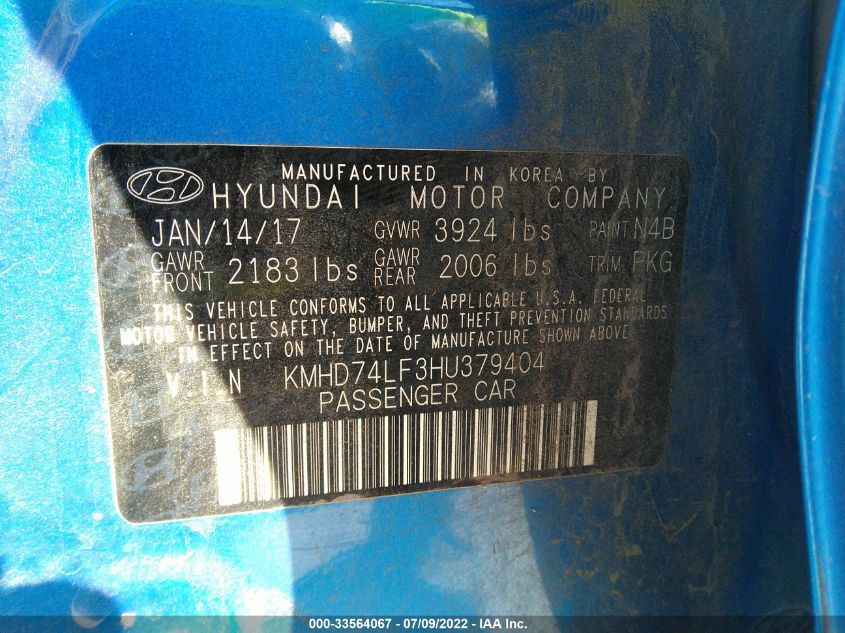 MANUFACTURED IN KOREA BY
HYUNDAI MOTOR COMPANY
JAN/14/17 GVWR 3924 lbs PAINT N4B
GAWR FRONT 2183 lbs GAWR REAR 2006 lbs TRIM PKG
THIS VEHICLE CONFORMS TO ALL APPLICABLE U.S.A. FEDERAL
MOTOR VEHICLE SAFETY, BUMPER, AND THEFT PREVENTION STANDARDS
IN EFFECT ON THE DATE OF MANUFACTURE SHOWN ABOVE
VIN KMHD74LF3HU379404
PASSENGER CAR
000-33564067 - 07/09/2022 - IAA Inc.